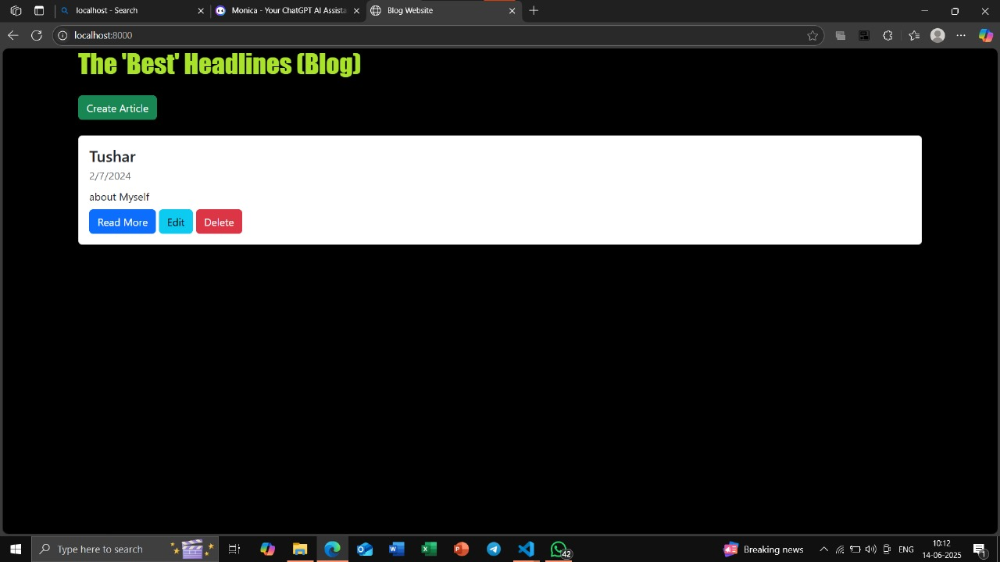 localhost - Search
Monica - Your ChatGPT AI Assista
Blog Website
localhost:8000
The 'Best' Headlines (Blog)
Create Article
Tushar
2/7/2024
about Myself
Read More Edit Delete
Type here to search
42
Breaking news
ENG
10:12
14-06-2025
1